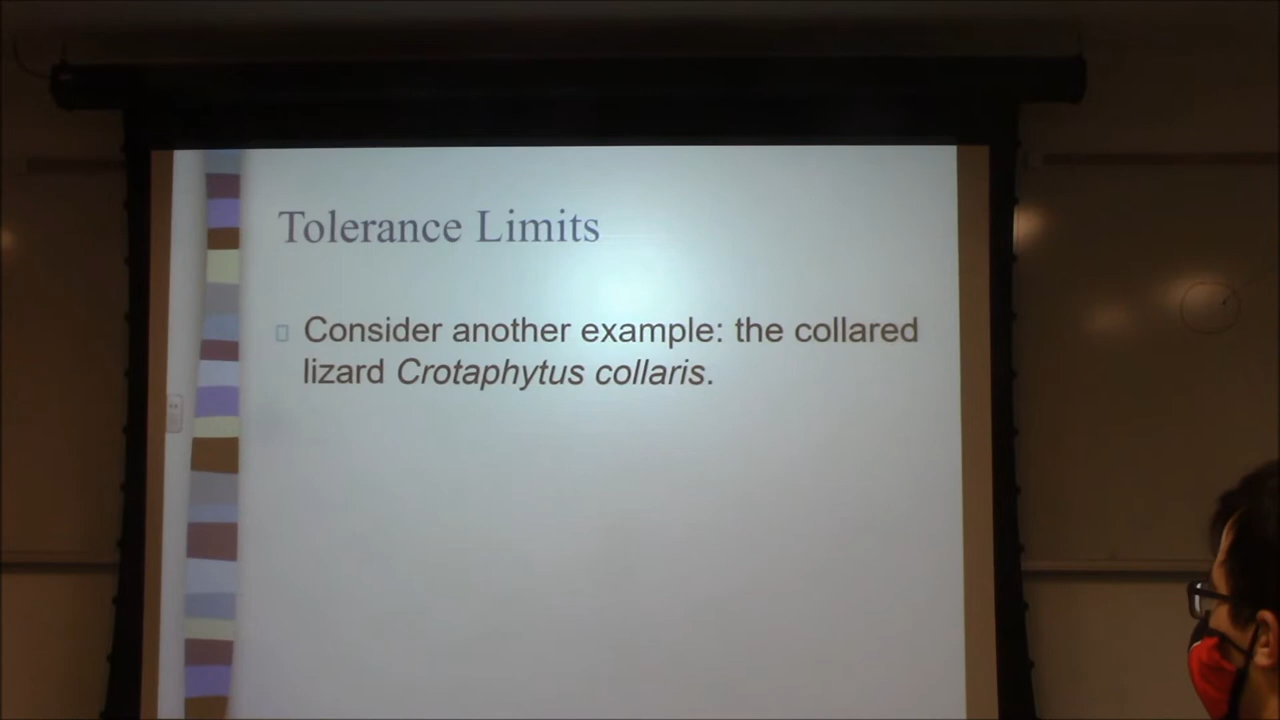 Tolerance Limits
Consider another example: the collared
lizard Crotaphytus collaris.